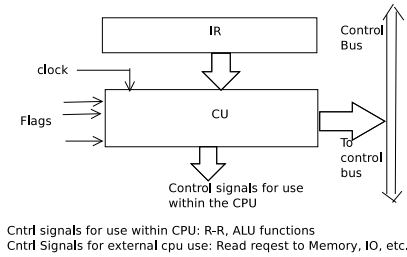 IR
Control
Bus
clock
Flags
CU
To
control
bus
Control signals for use
within the CPU
Cntrl signals for use within CPU: R-R, ALU functions
Cntrl Signals for external cpu use: Read reqest to Memory, IO, etc.